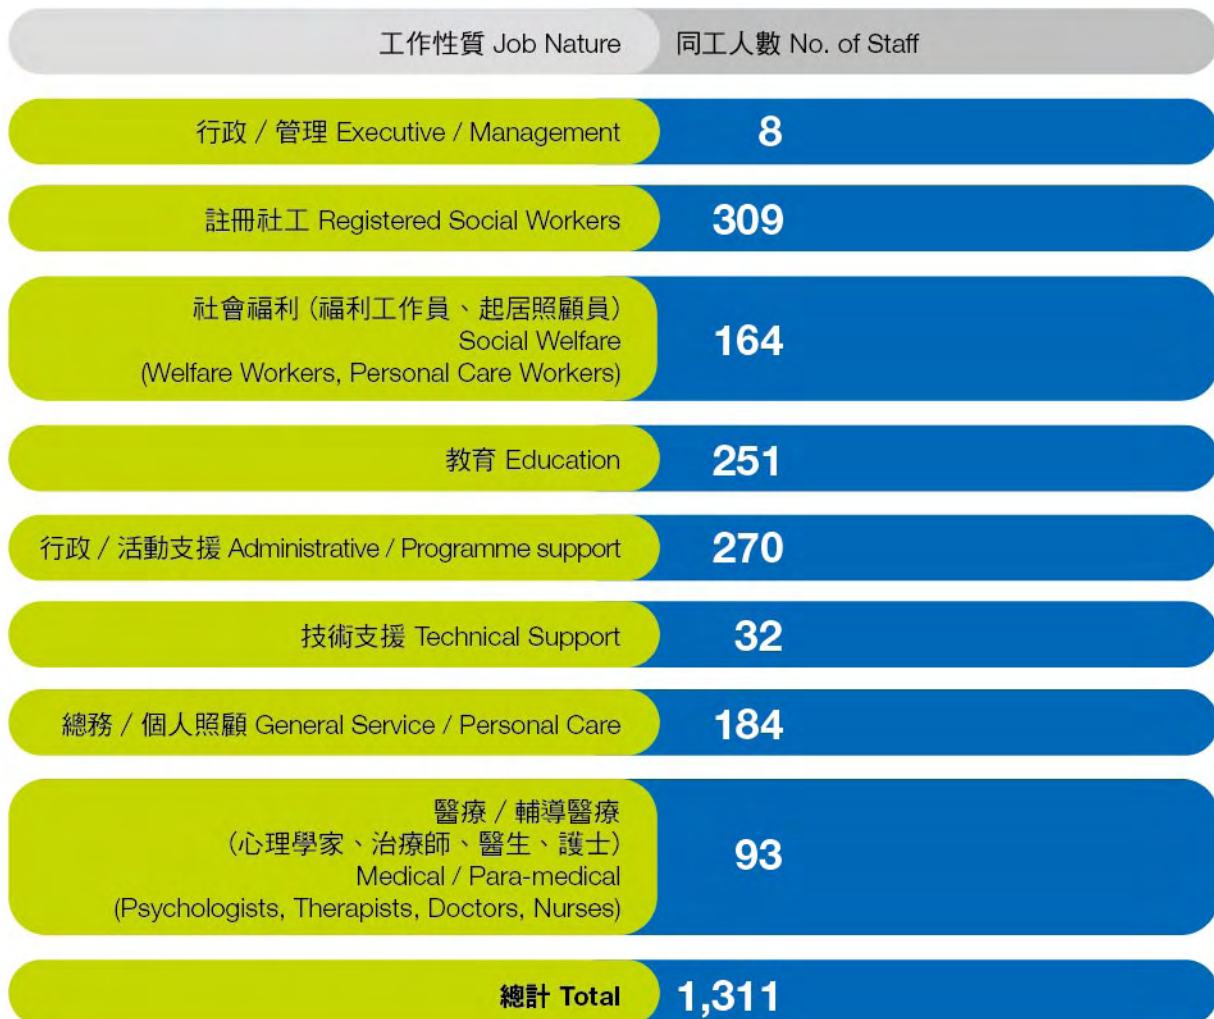 工作性質 Job Nature 同工人數 No. of Staff
行政 / 管理 Executive / Management 8
註冊社工 Registered Social Workers 309
社會福利 (福利工作員、起居照顧員)
Social Welfare
(Welfare Workers, Personal Care Workers)
164
教育 Education 251
行政 / 活動支援 Administrative / Programme support 270
技術支援 Technical Support 32
總務 / 個人照顧 General Service / Personal Care 184
醫療 / 輔導醫療
(心理學家、治療師、醫生、護士)
Medical / Para-medical
(Psychologists, Therapists, Doctors, Nurses)
93
總計 Total 1,311